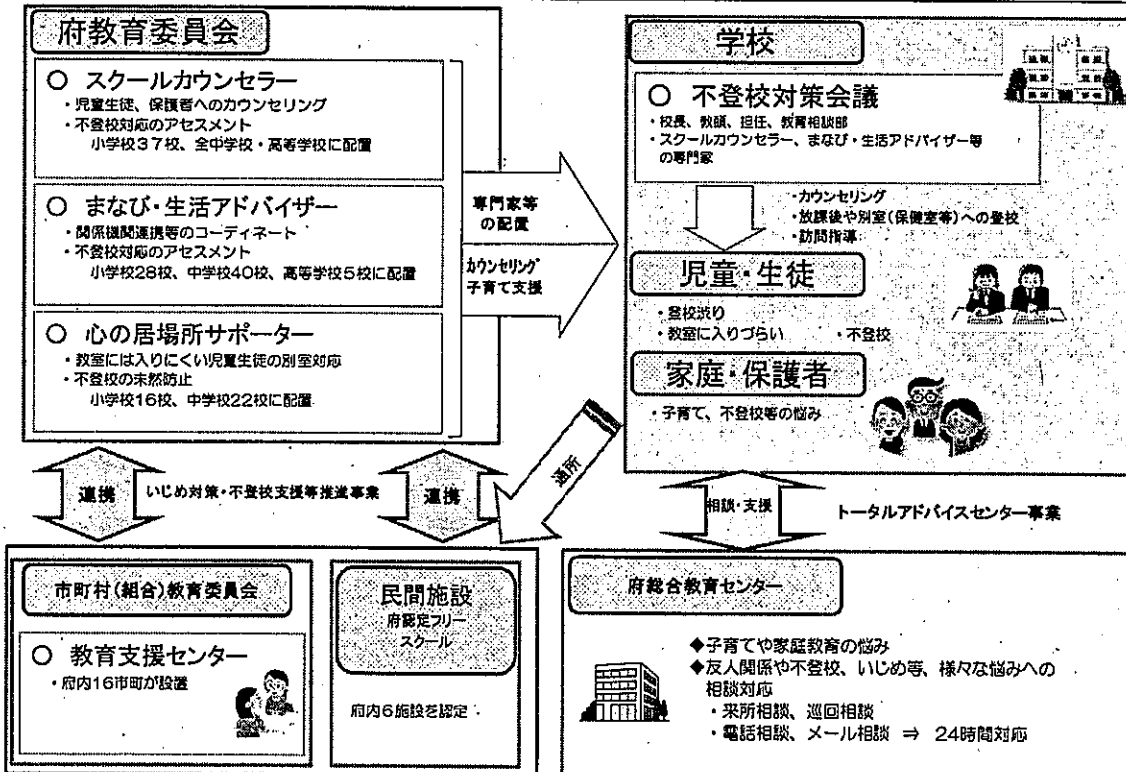 府教育委員会
○ スクールカウンセラー
・児童生徒、保護者へのカウンセリング
・不登校対応のアセスメント
小学校37校、全中学校・高等学校に配置
○ まなび・生活アドバイザー
・関係機関連携等のコーディネート
・不登校対応のアセスメント
小学校28校、中学校40校、高等学校5校に配置
○ 心の居場所サポーター
・教室には入りにくい児童生徒の別室対応
・不登校の未然防止
小学校16校、中学校22校に配置
専門家等
の配置
カウンセリング
子育て支援
学校
○ 不登校対策会議
・校長、教頭、担任、教育相談部
・スクールカウンセラー、まなび・生活アドバイザー等
の専門家
・カウンセリング
・放課後や別室(保健室等)への登校
・訪問指導
児童・生徒
・登校渋り
・教室に入りづらい ・不登校
家庭・保護者
・子育て、不登校等の悩み
連携
いじめ対策・不登校支援等推進事業
連携
通所
相談・支援
トータルアドバイスセンター事業
市町村(組合)教育委員会
○ 教育支援センター
・府内16市町が設置
民間施設
府認定フリー
スクール
府内6施設を認定
府総合教育センター
◆子育てや家庭教育の悩み
◆友人関係や不登校、いじめ等、様々な悩みへの
相談対応
・来所相談、巡回相談
・電話相談、メール相談 ⇒ 24時間対応